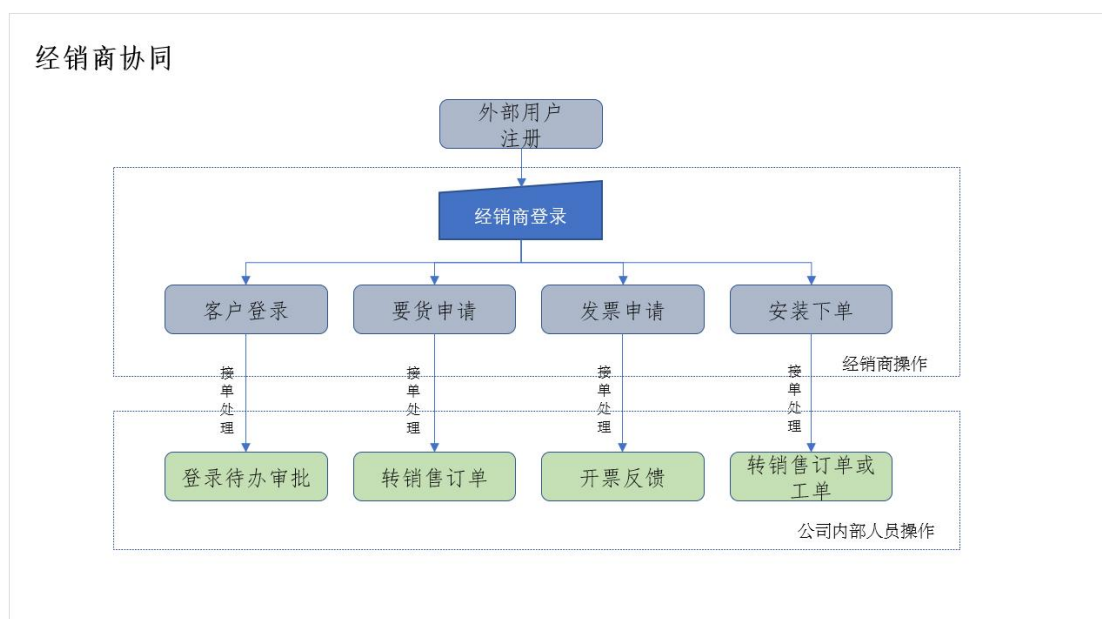 经销商协同
外部用户
注册
经销商登录
客户登录
要货申请
发票申请
安装下单
经销商操作
接单处理
接单处理
接单处理
接单处理
登录待办审批
转销售订单
开票反馈
转销售订单或
工单
公司内部人员操作